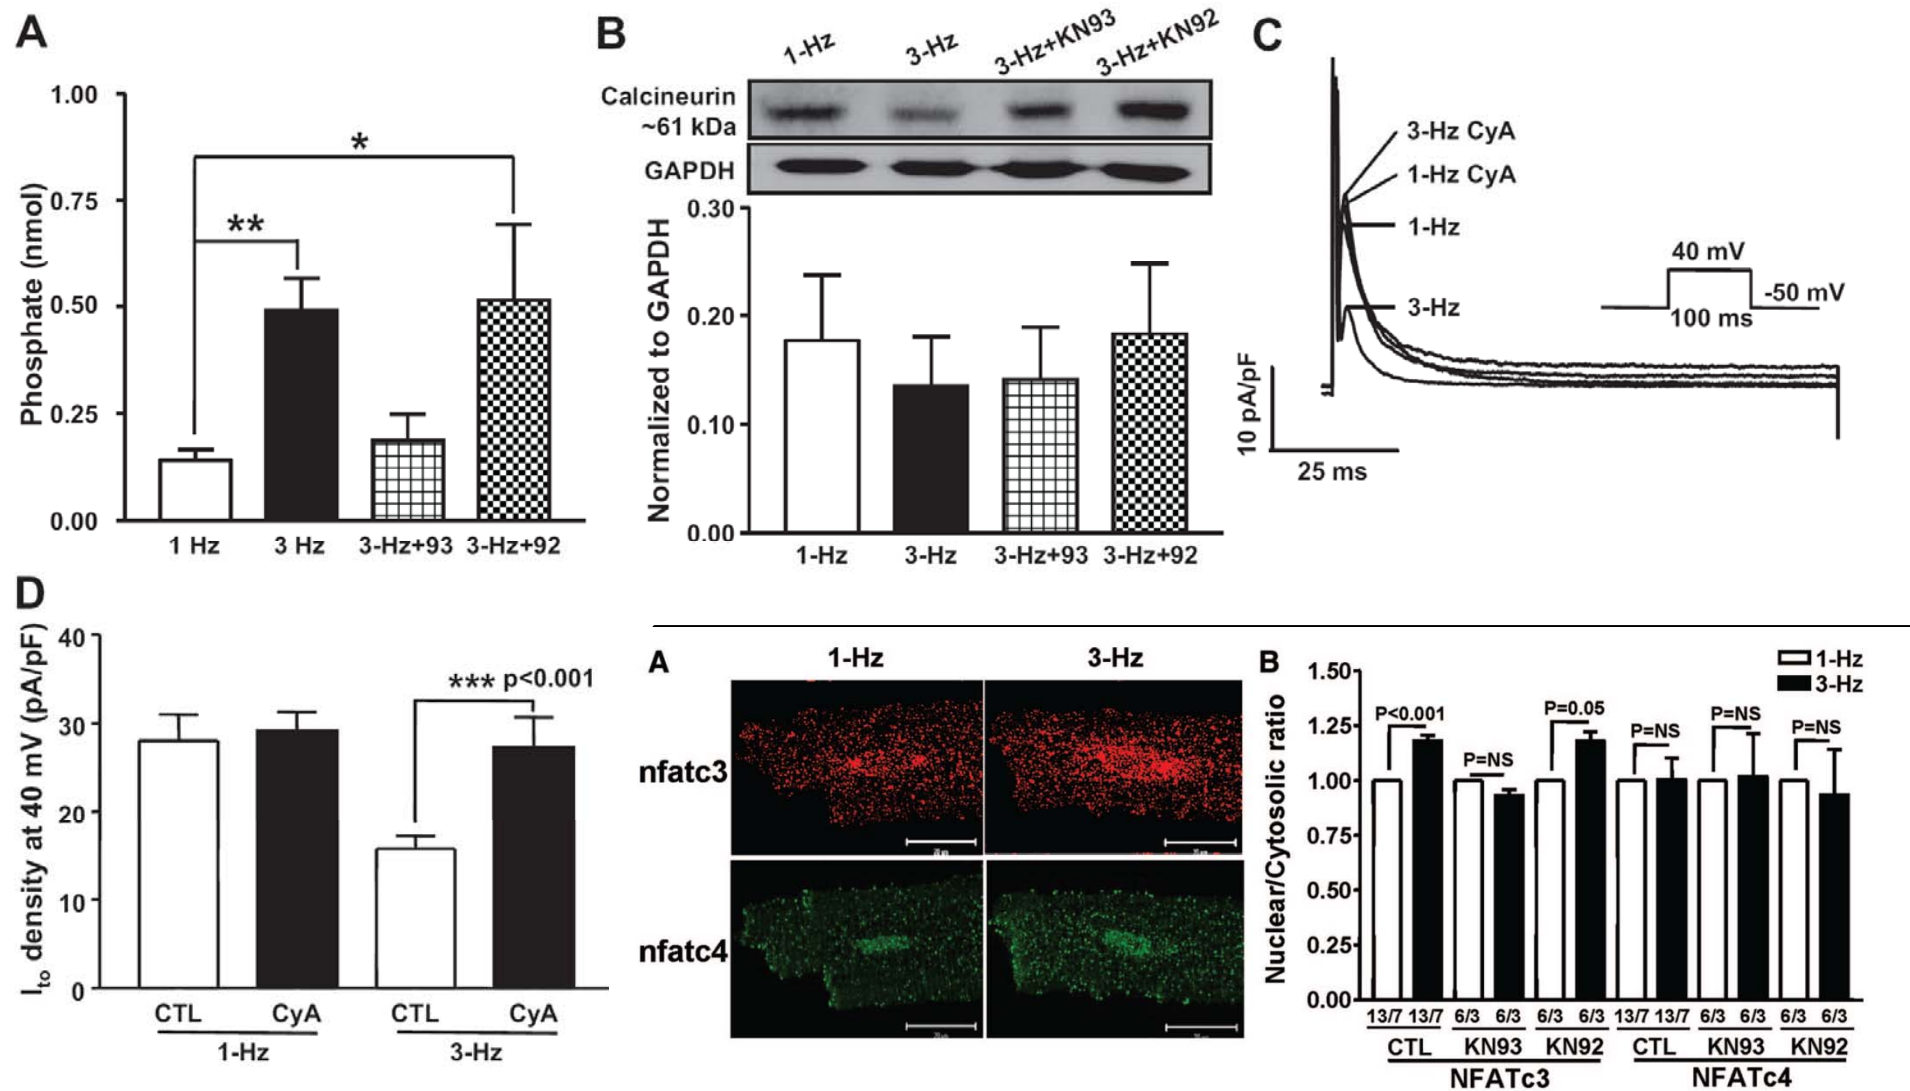 A
Phosphate (nmol)
1.00
0.75
0.50
0.25
0.00
*
**
1 Hz
3 Hz
3-Hz+93
3-Hz+92
B
1-Hz
3-Hz
3-Hz+KN93
3-Hz+KN92
Calcineurin
~61 kDa
GAPDH
Normalized to GAPDH
0.30
0.20
0.10
0.00
1-Hz
3-Hz
3-Hz+93
3-Hz+92
C
3-Hz CyA
1-Hz CyA
1-Hz
3-Hz
40 mV
-50 mV
100 ms
10 pA/pF
25 ms
D
Ito density at 40 mV (pA/pF)
40
30
20
10
0
*** p<0.001
CTL
CyA
CTL
CyA
1-Hz
3-Hz
A
1-Hz
3-Hz
nfatc3
nfatc4
B
1-Hz
3-Hz
Nuclear/Cytosolic ratio
1.50
1.25
1.00
0.75
0.50
0.25
0.00
P<0.001
P=NS
P=0.05
P=NS
P=NS
P=NS
13/7 13/7 6/3 6/3 6/3 6/3 13/7 13/7 6/3 6/3 6/3 6/3
CTL KN93 KN92 CTL KN93 KN92
NFATc3 NFATc4